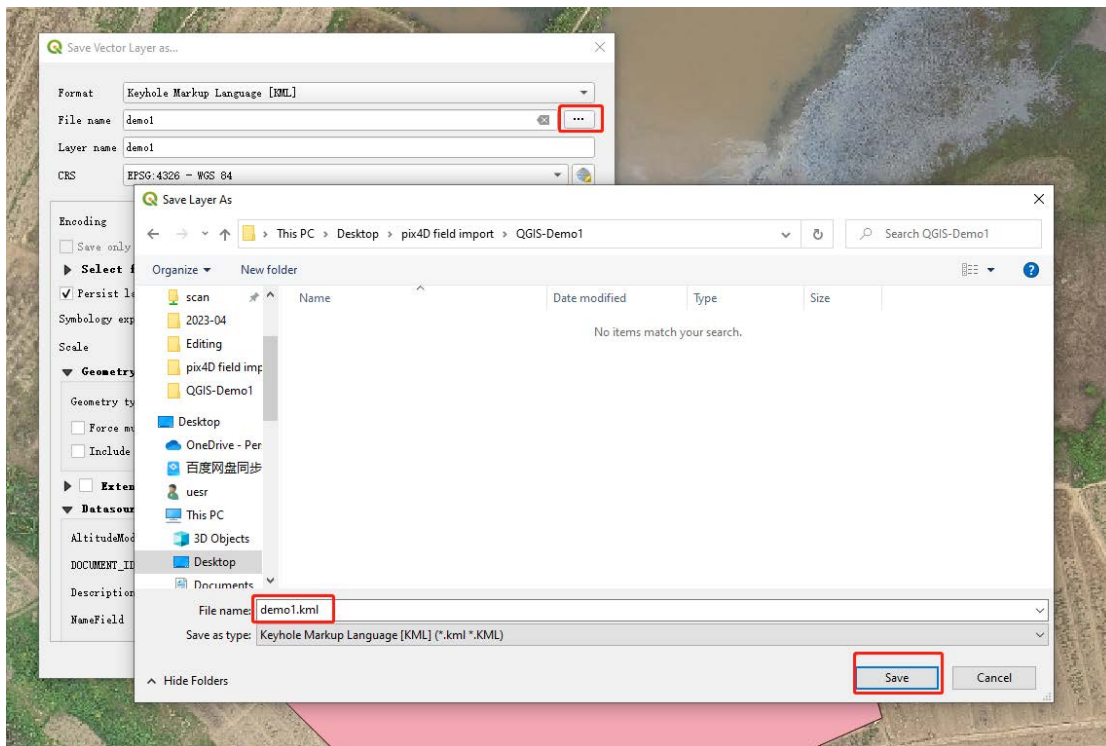 Save Vector Layer as...
Format Keyhole Markup Language [KML]
File name demo1 ...
Layer name demo1
CRS EPSG:4326 - WGS 84
Save Layer As
Encoding
This PC > Desktop > pix4D field import > QGIS-Demo1
Search QGIS-Demo1
Save only
Organize New folder
Select f
Persist la
Symbology exp
Scale
Geometry
Geometry ty
Force mu
Include
Exten
Datasour
AltitudeMod
DOCUMENT_ID
Description
NameField
scan
2023-04
Editing
pix4D field imp
QGIS-Demo1
Desktop
OneDrive - Per
百度网盘同步
uesr
This PC
3D Objects
Desktop
Documents
Name Date modified Type Size
No items match your search.
File name: demo1.kml
Save as type: Keyhole Markup Language [KML] (*.kml *.KML)
Hide Folders
Save Cancel